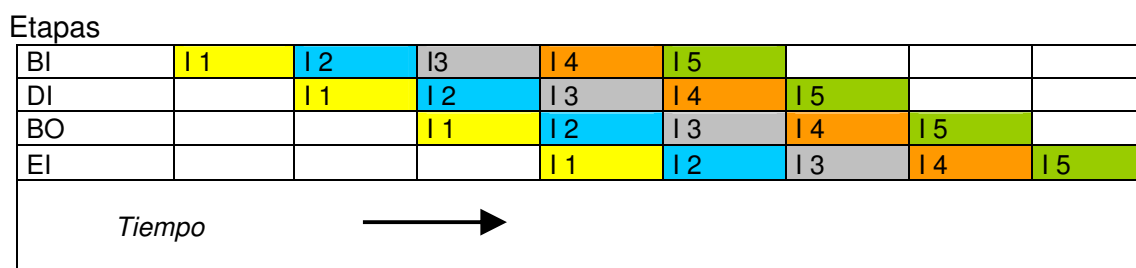 Etapas
BI I 1 I 2 I3 I 4 I 5
DI I 1 I 2 I 3 I 4 I 5
BO I 1 I 2 I 3 I 4 I 5
EI I 1 I 2 I 3 I 4 I 5
Tiempo